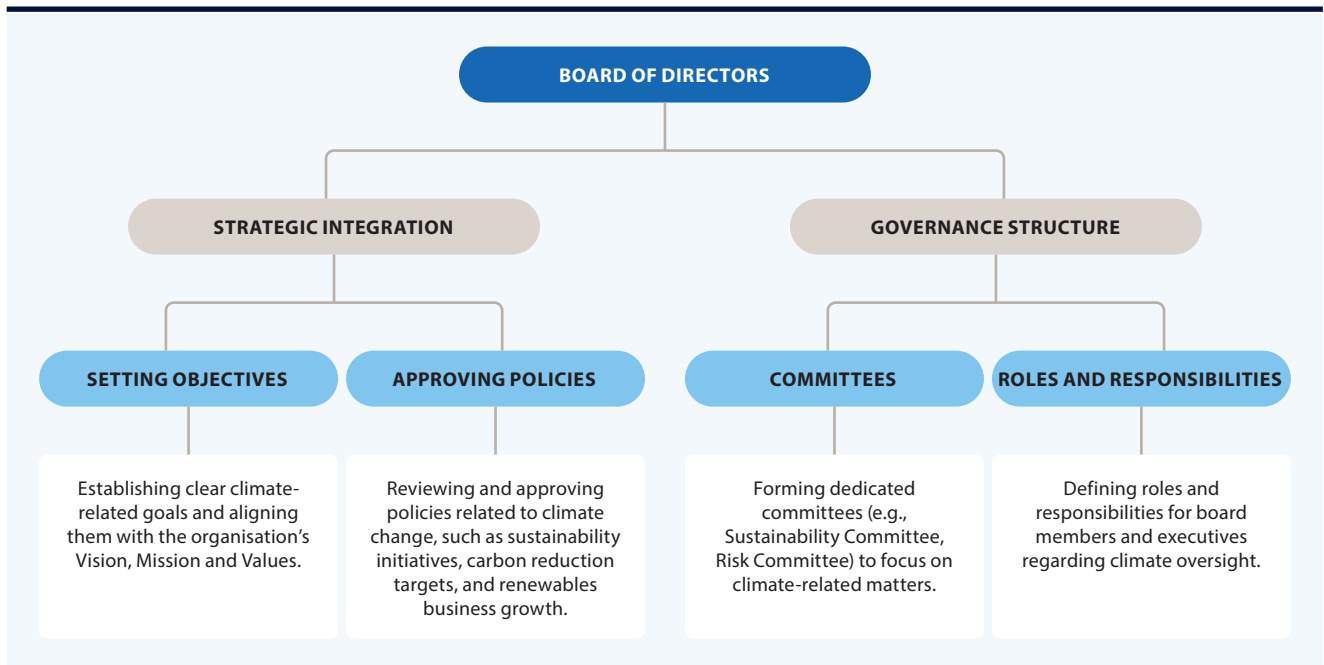 BOARD OF DIRECTORS
STRATEGIC INTEGRATION
GOVERNANCE STRUCTURE
SETTING OBJECTIVES
APPROVING POLICIES
COMMITTEES
ROLES AND RESPONSIBILITIES
Establishing clear climate-
related goals and aligning
them with the organisation’s
Vision, Mission and Values.
Reviewing and approving
policies related to climate
change, such as sustainability
initiatives, carbon reduction
targets, and renewables
business growth.
Forming dedicated
committees (e.g.,
Sustainability Committee,
Risk Committee) to focus on
climate-related matters.
Defining roles and
responsibilities for board
members and executives
regarding climate oversight.